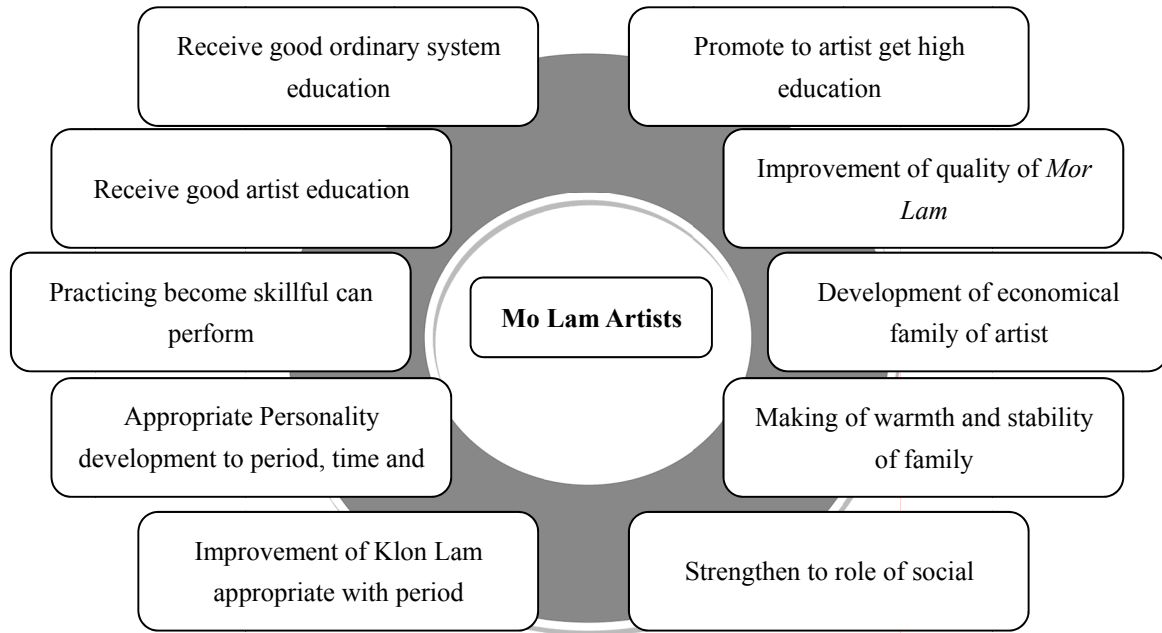 Receive good ordinary system
education
Promote to artist get high
education
Receive good artist education
Improvement of quality of Mor
Lam
Practicing become skillful can
perform
Mo Lam Artists
Development of economical
family of artist
Appropriate Personality
development to period, time and
Making of warmth and stability
of family
Improvement of Klon Lam
appropriate with period
Strengthen to role of social